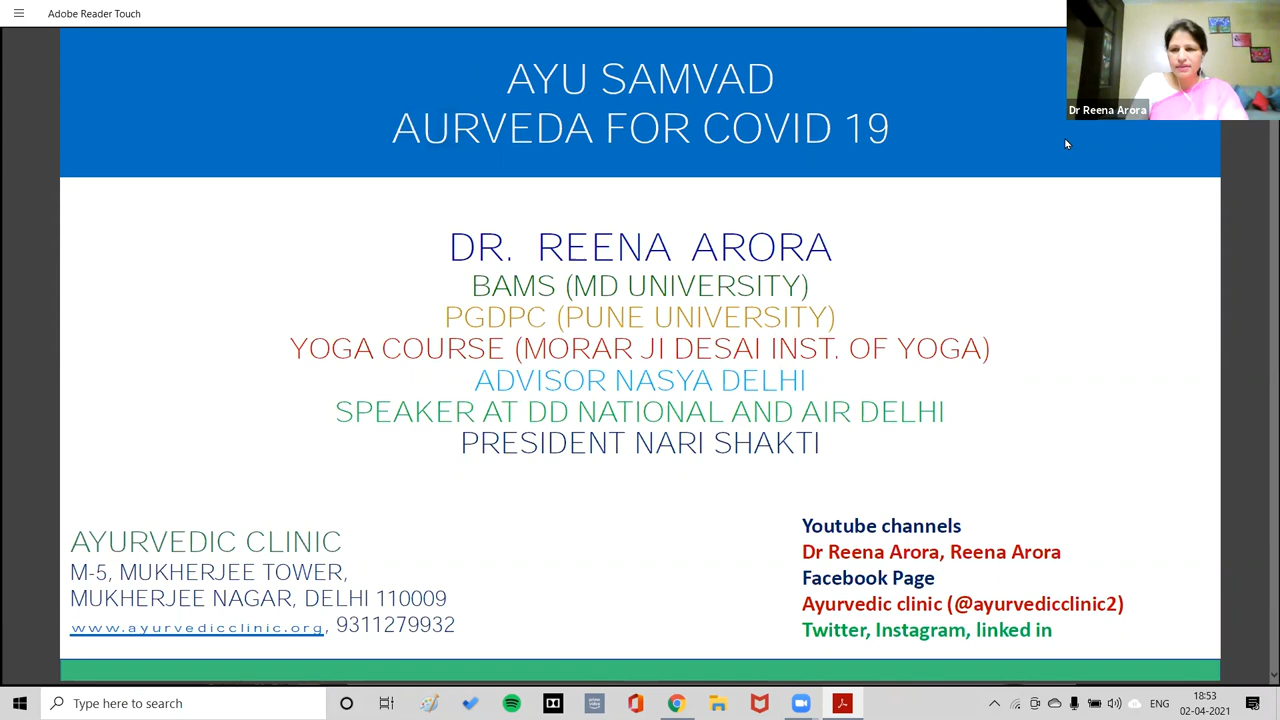 Adobe Reader Touch
AYU SAMVAD
AURVEDA FOR COVID 19
Dr Reena Arora
DR. REENA ARORA
BAMS (MD UNIVERSITY)
PGDPC (PUNE UNIVERSITY)
YOGA COURSE (MORAR JI DESAI INST. OF YOGA)
ADVISOR NASYA DELHI
SPEAKER AT DD NATIONAL AND AIR DELHI
PRESIDENT NARI SHAKTI
AYURVEDIC CLINIC
M-5, MUKHERJEE TOWER,
MUKHERJEE NAGAR, DELHI 110009
www.ayurvedicclinic.org, 9311279932
Youtube channels
Dr Reena Arora, Reena Arora
Facebook Page
Ayurvedic clinic (@ayurvedicclinic2)
Twitter, Instagram, linked in
Type here to search
prime video
ENG
18:53
02-04-2021